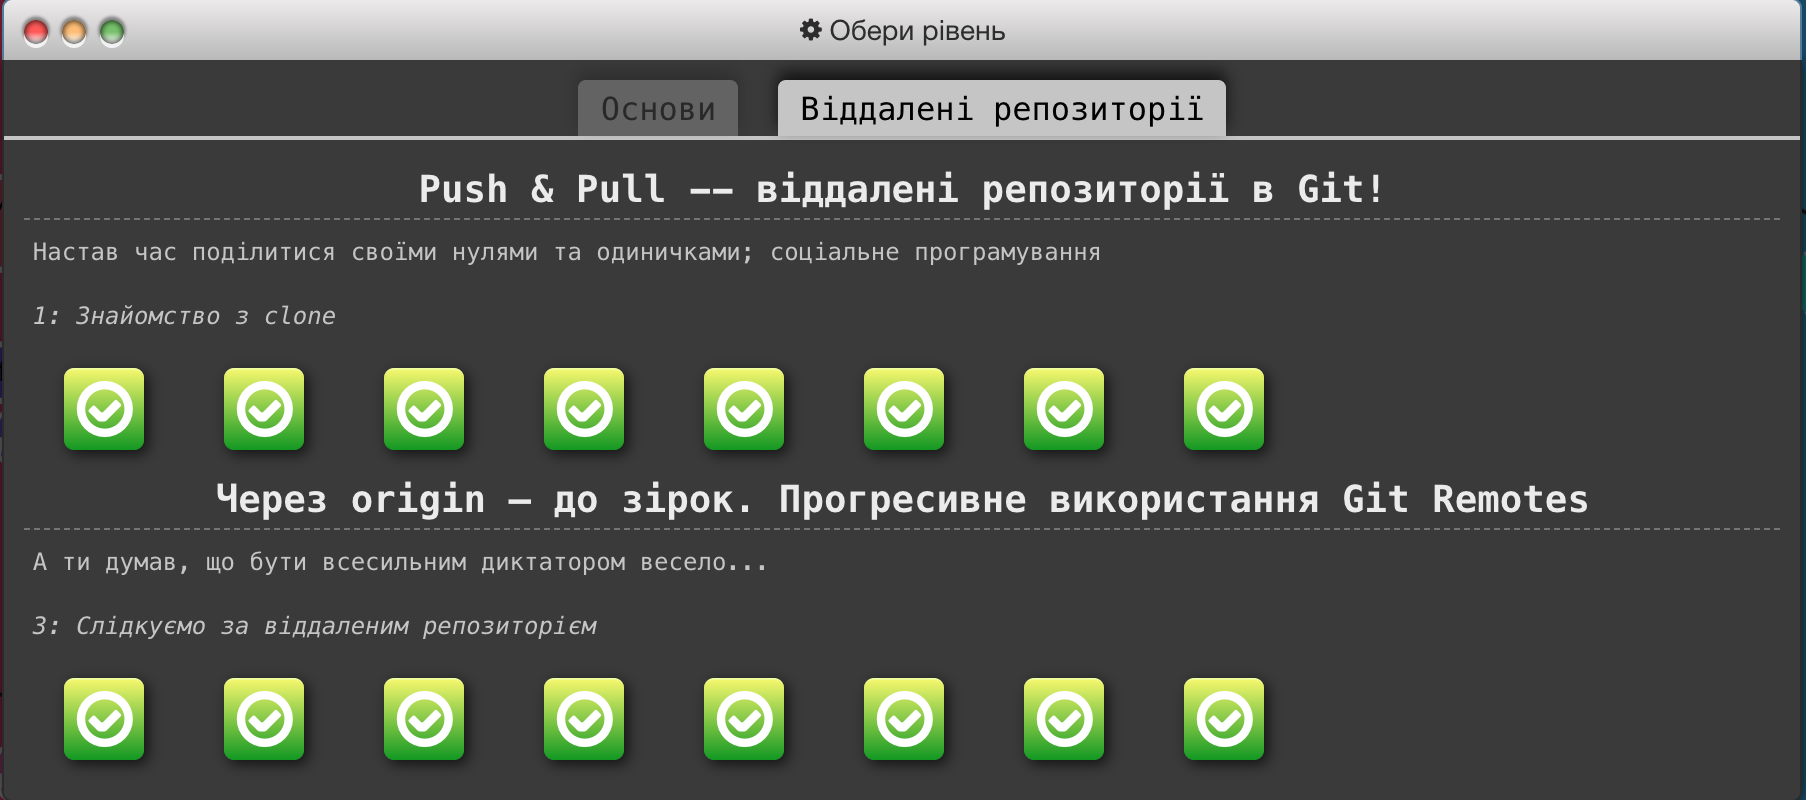 Обери рівень
Основи
Віддалені репозиторії
Push & Pull –– віддалені репозиторії в Git!
Настав час поділитися своїми нулями та одиничками; соціальне програмування
1: Знайомство з clone
Через origin – до зірок. Прогресивне використання Git Remotes
А ти думав, що бути всесильним диктатором весело...
3: Слідкуємо за віддаленим репозиторієм